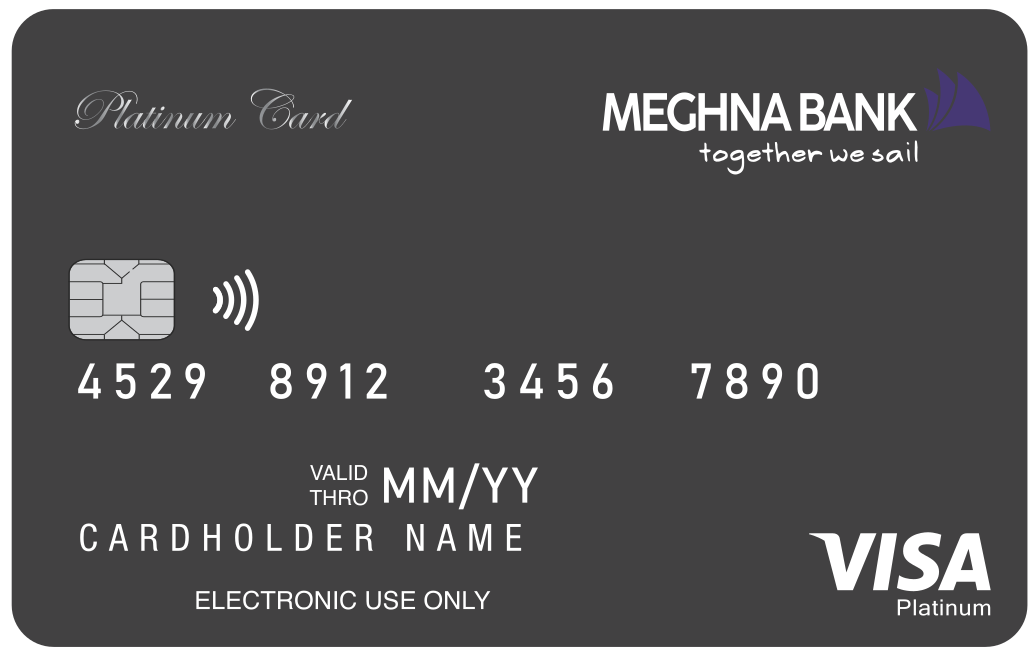 Platinum Card
MEGHNA BANK
together we sail
4529 8912 3456 7890
VALID
THRO
MM/YY
CARDHOLDER NAME
ELECTRONIC USE ONLY
VISA
Platinum